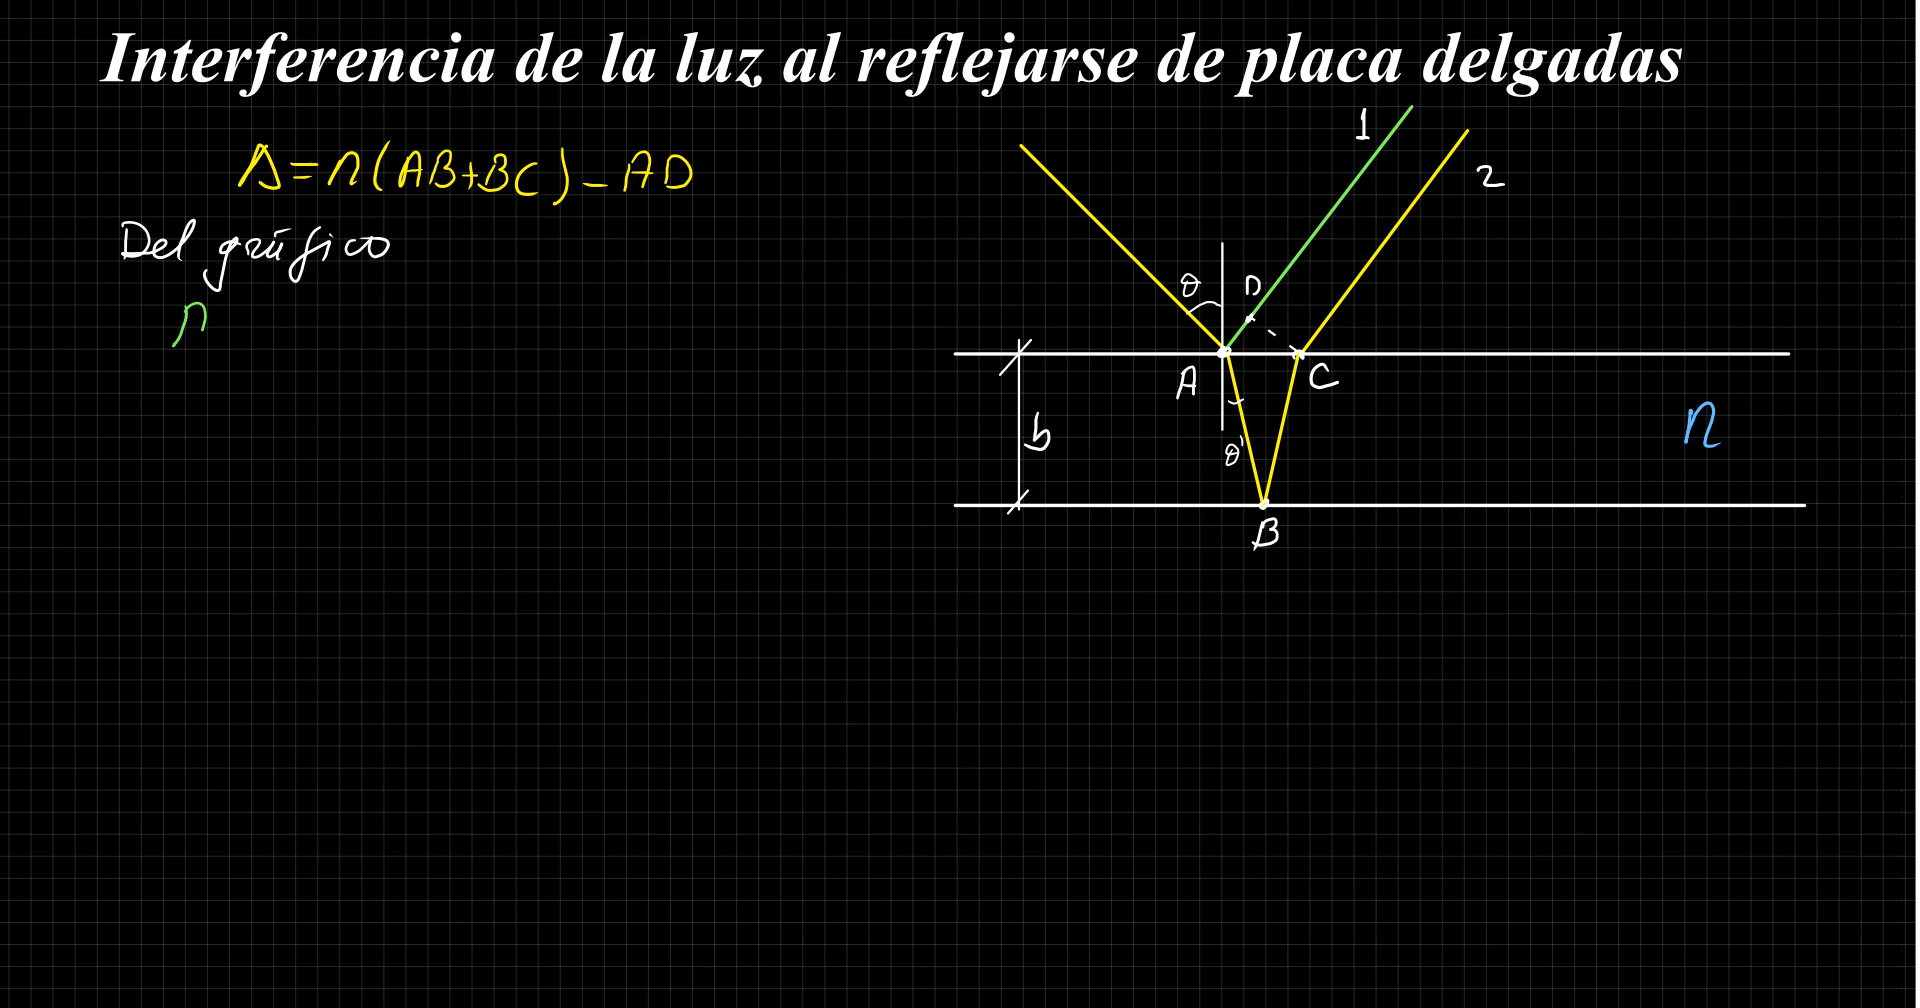 Interferencia de la luz al reflejarse de placa delgadas
Δ = n(AB+BC) - AD
Del gráfico
n
1
2
θ
D
A
C
b
θ'
n
B